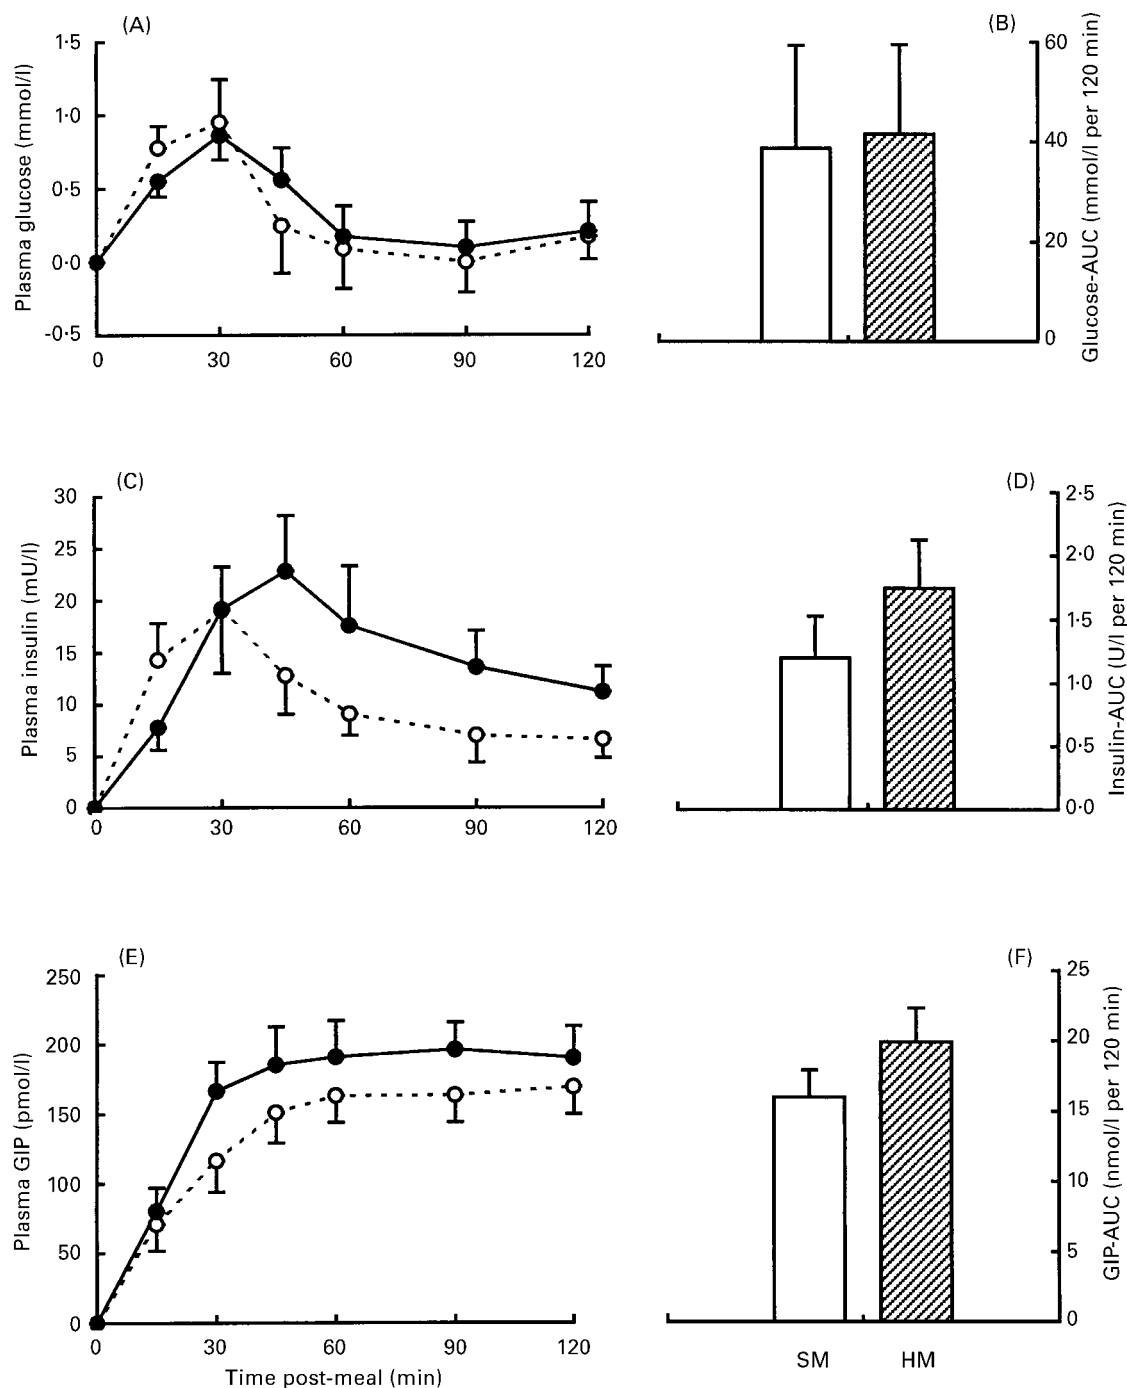 (A)
Plasma glucose (mmol/l)
1·5
1·0
0·5
0·0
-0·5
0 30 60 90 120
(B)
60
40
20
0
Glucose-AUC (mmol/l per 120 min)
(C)
Plasma insulin (mU/l)
30
25
20
15
10
5
0
0 30 60 90 120
(D)
2·5
2·0
1·5
1·0
0·5
0·0
Insulin-AUC (U/l per 120 min)
(E)
Plasma GIP (pmol/l)
250
200
150
100
50
0
0 30 60 90 120
Time post-meal (min)
(F)
25
20
15
10
5
0
GIP-AUC (nmol/l per 120 min)
SM HM